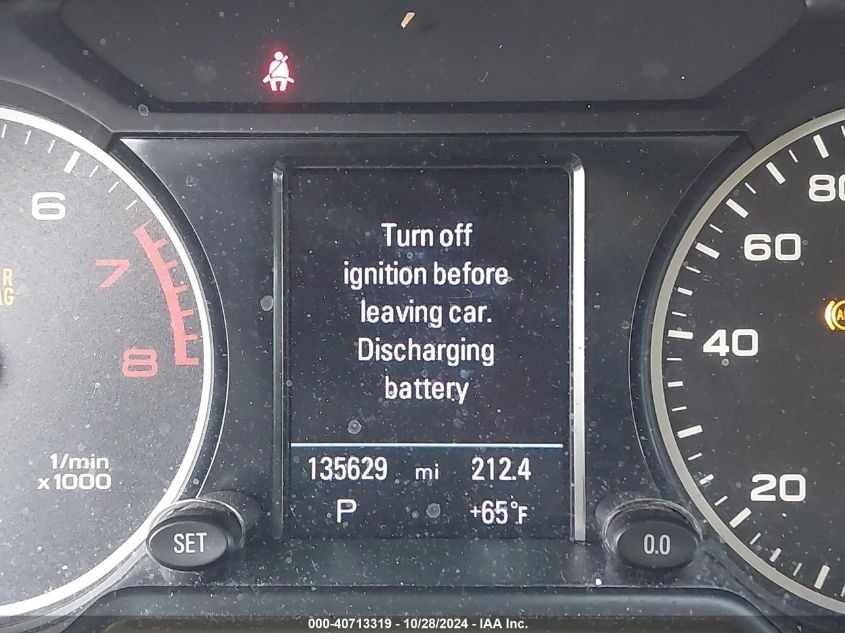 Turn off
ignition before
leaving car.
Discharging
battery
135629 mi 212.4
P +65°F
6
7
8
1/min
x1000
80
60
40
20
SET
0.0
000-40713319 - 10/28/2024 - IAA Inc.